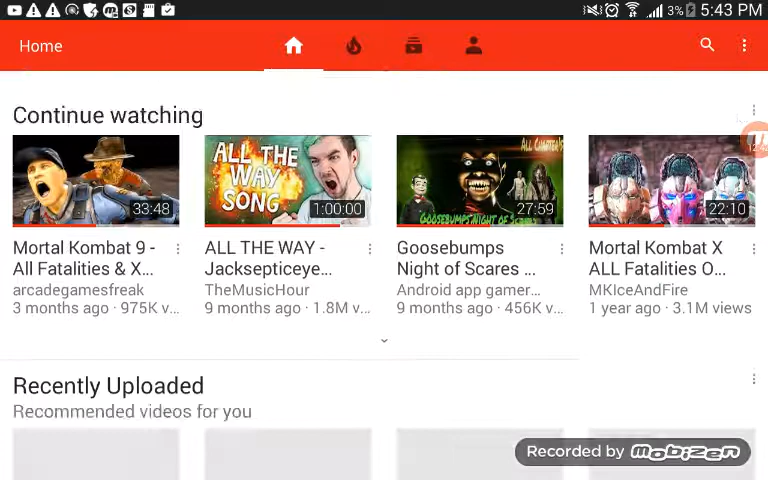 3% 5:43 PM
Home
Continue watching
ALL THE WAY SONG
ALL CHAPTERS
GOOSEBUMPS NIGHT OF SCARES
33:48
1:00:00
27:59
22:10
Mortal Kombat 9 -
All Fatalities & X...
arcadegamesfreak
3 months ago · 975K v...
ALL THE WAY -
Jacksepticeye...
TheMusicHour
9 months ago · 1.8M v...
Goosebumps
Night of Scares ...
Android app gamer...
9 months ago · 456K v...
Mortal Kombat X
ALL Fatalities O...
MKIceAndFire
1 year ago · 3.1M views
Recently Uploaded
Recommended videos for you
Recorded by mobizen